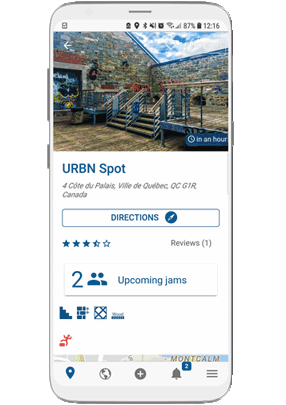 87% 12:16
in an hour
URBN Spot
4 Côte du Palais, Ville de Québec, QC G1R,
Canada
DIRECTIONS
Reviews (1)
2 Upcoming jams
Wood
MONTCALM
2